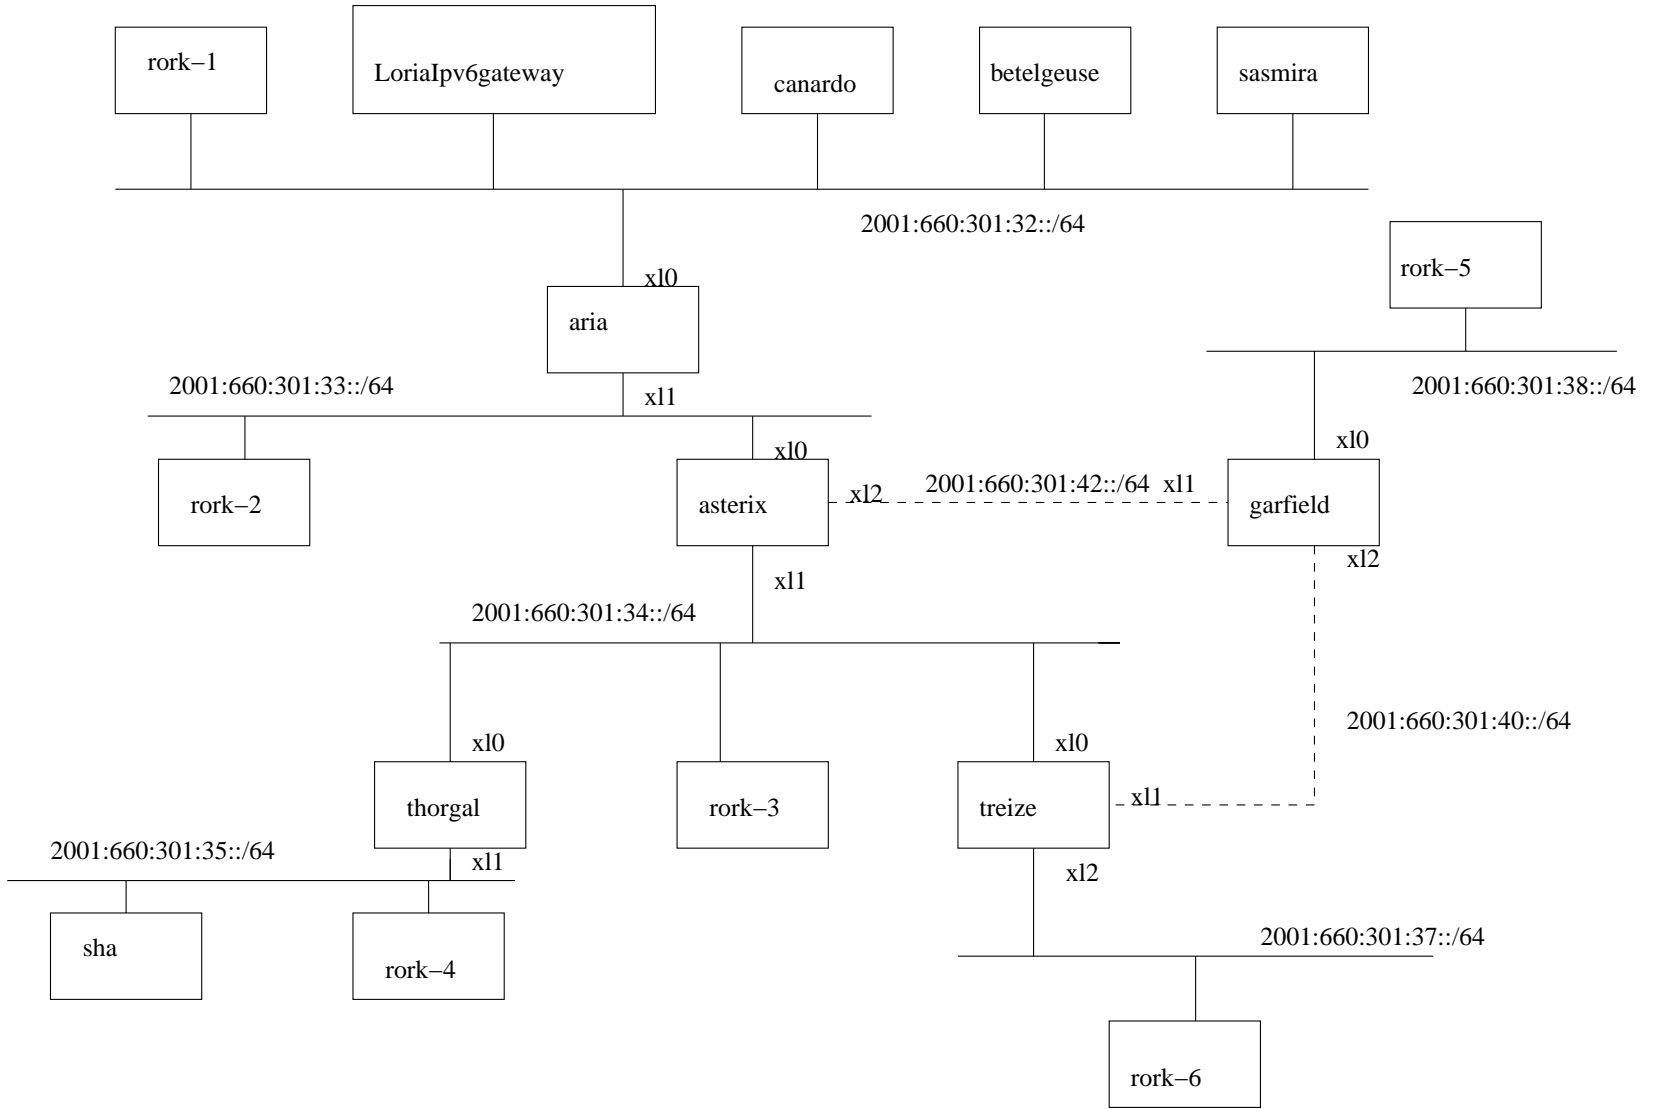 rork−1
LoriaIpv6gateway
canardo
betelgeuse
sasmira
2001:660:301:32::/64
rork−5
xl0
aria
2001:660:301:33::/64
xl1
2001:660:301:38::/64
xl0
xl0
rork−2
asterix
xl2
2001:660:301:42::/64
xl1
garfield
xl2
xl1
2001:660:301:34::/64
2001:660:301:40::/64
xl0
xl0
thorgal
rork−3
treize
xl1
2001:660:301:35::/64
xl1
xl2
sha
rork−4
2001:660:301:37::/64
rork−6